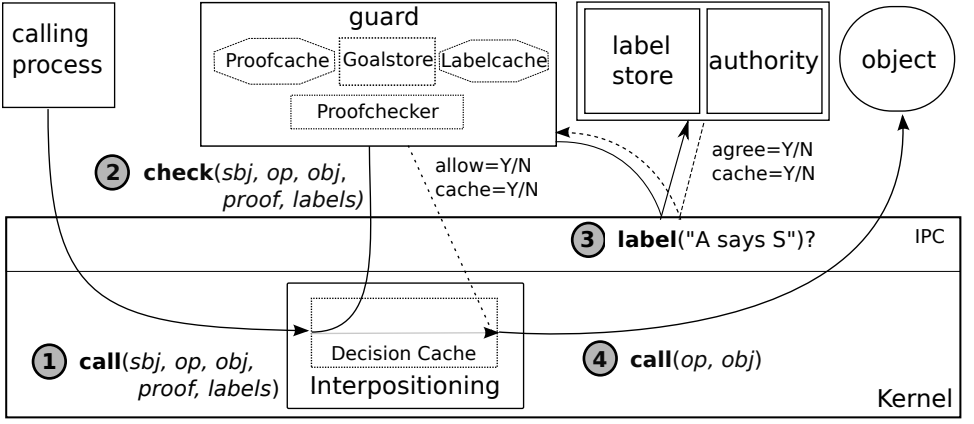 calling
process
guard
Proofcache
Goalstore
Labelcache
Proofchecker
label
store
authority
object
2 check(sbj, op, obj,
proof, labels)
allow=Y/N
cache=Y/N
agree=Y/N
cache=Y/N
3 label("A says S")?
IPC
1 call(sbj, op, obj,
proof, labels)
Decision Cache
Interpositioning
4 call(op, obj)
Kernel